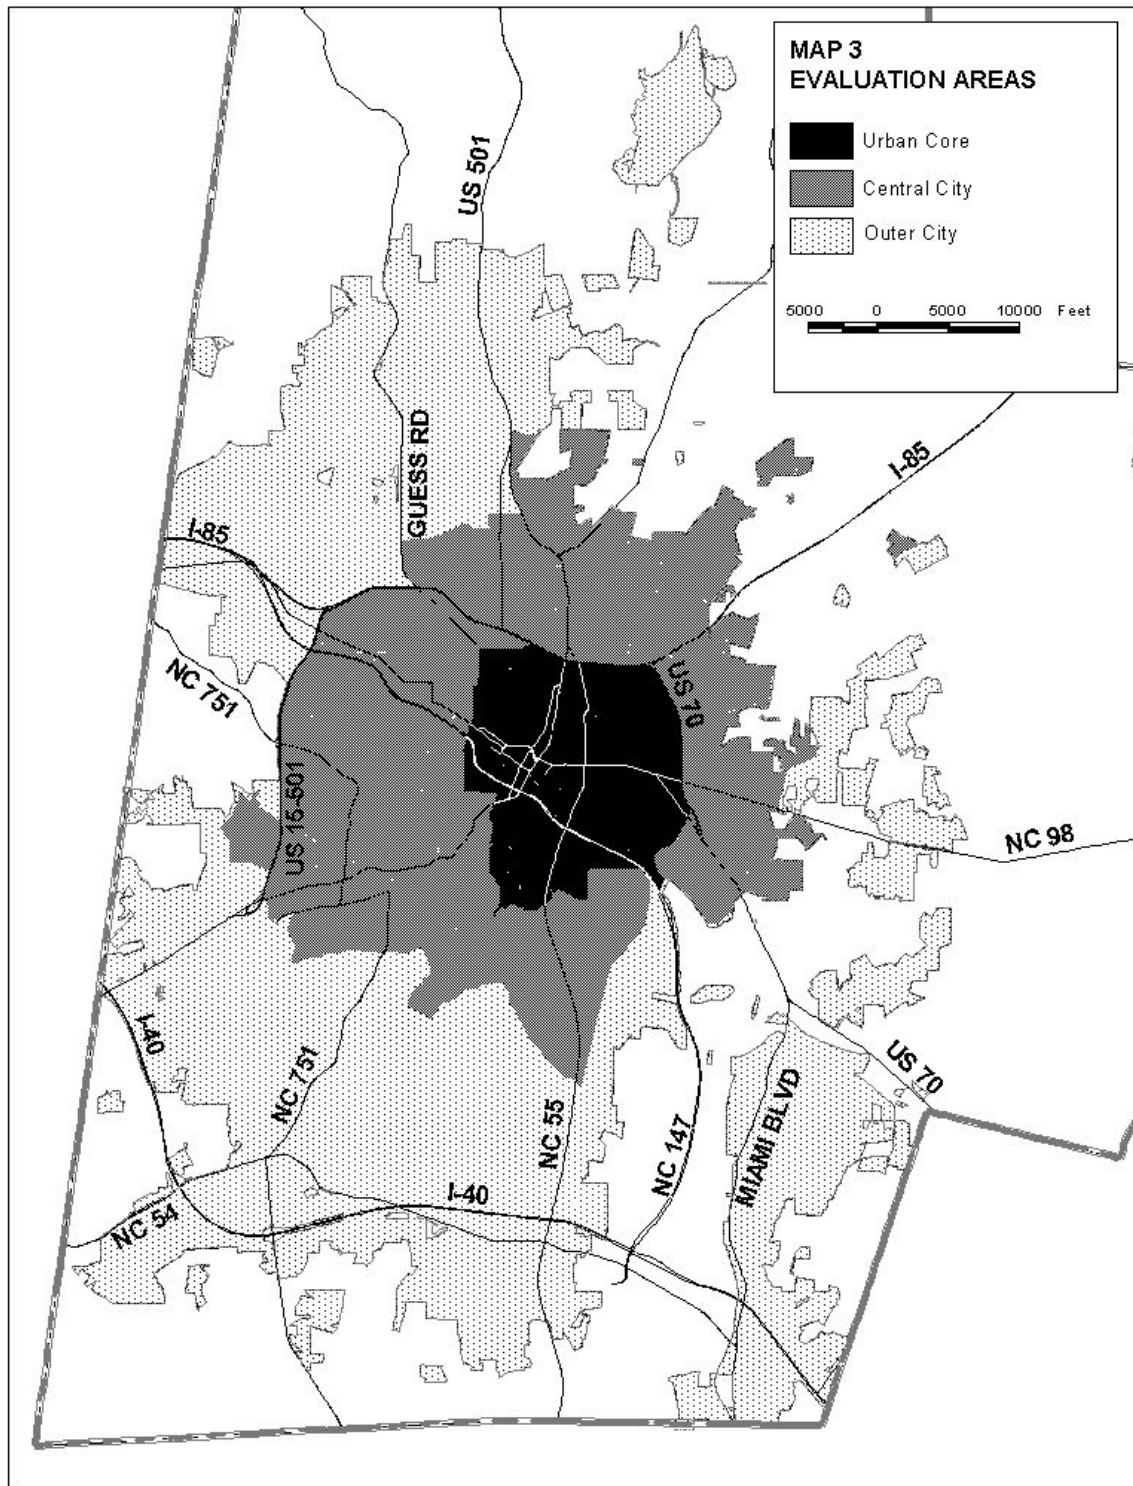 MAP 3
EVALUATION AREAS
Urban Core
Central City
Outer City
5000 0 5000 10000 Feet
US 501
GUESS RD
I-85
I-85
NC 751
US 70
US 15-501
NC 98
I-40
NC 751
NC 55
NC 147
MIAMI BLVD
US 70
NC 54
I-40